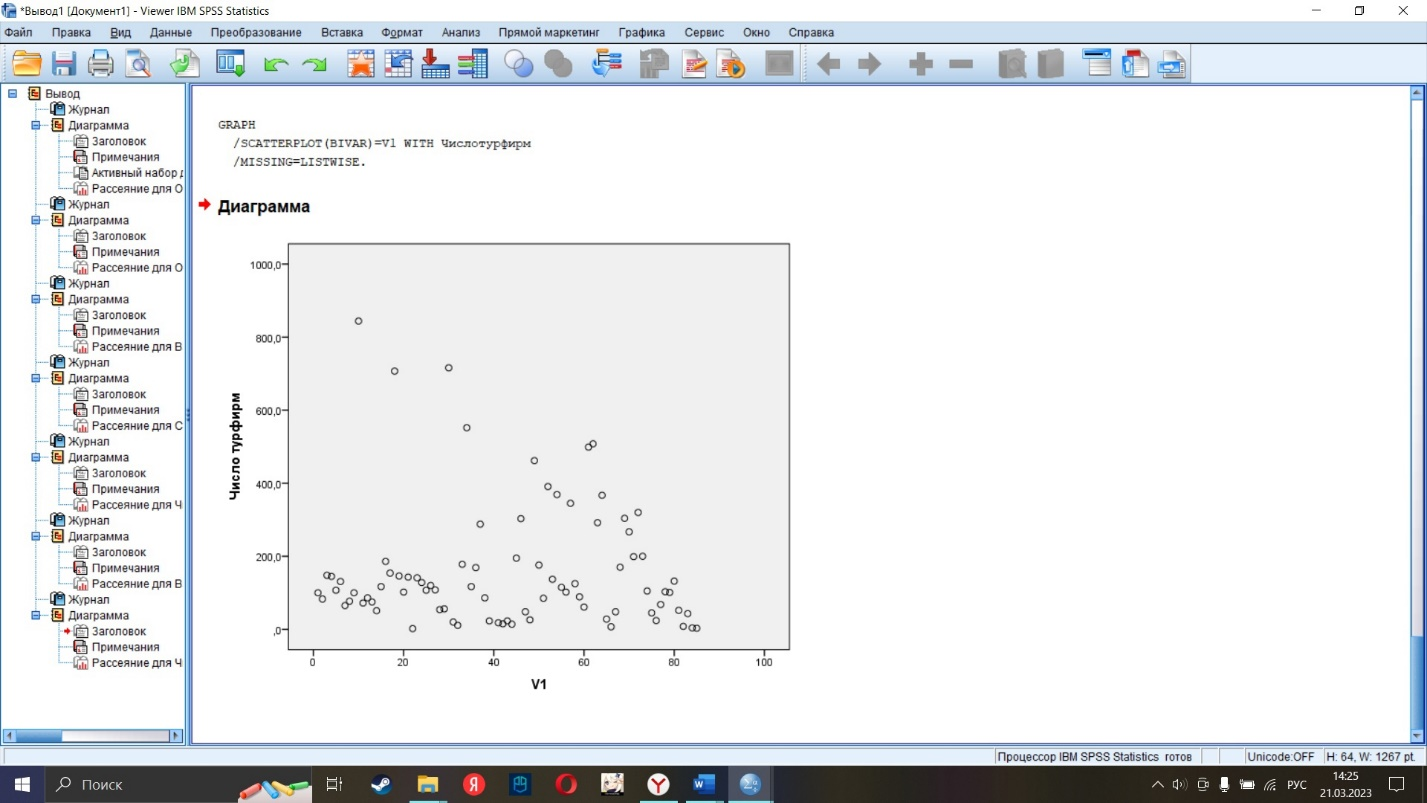 *Вывод1 [Документ1] - Viewer IBM SPSS Statistics
Файл Правка Вид Данные Преобразование Вставка Формат Анализ Прямой маркетинг Графика Сервис Окно Справка
Вывод
Журнал
Диаграмма
Заголовок
Примечания
Активный набор д
Рассеяние для О
Журнал
Диаграмма
Заголовок
Примечания
Рассеяние для О
Журнал
Диаграмма
Заголовок
Примечания
Рассеяние для В
Журнал
Диаграмма
Заголовок
Примечания
Рассеяние для С
Журнал
Диаграмма
Заголовок
Примечания
Рассеяние для Ч
Журнал
Диаграмма
Заголовок
Примечания
Рассеяние для В
Журнал
Диаграмма
Заголовок
Примечания
Рассеяние для Ч
GRAPH
/SCATTERPLOT(BIVAR)=V1 WITH Числотурфирм
/MISSING=LISTWISE.
Диаграмма
1000,0
800,0
600,0
400,0
200,0
,0
Число турфирм
0 20 40 60 80 100
V1
Процессор IBM SPSS Statistics готов Unicode:OFF H: 64, W: 1267 pt.
Поиск
РУС
14:25
21.03.2023